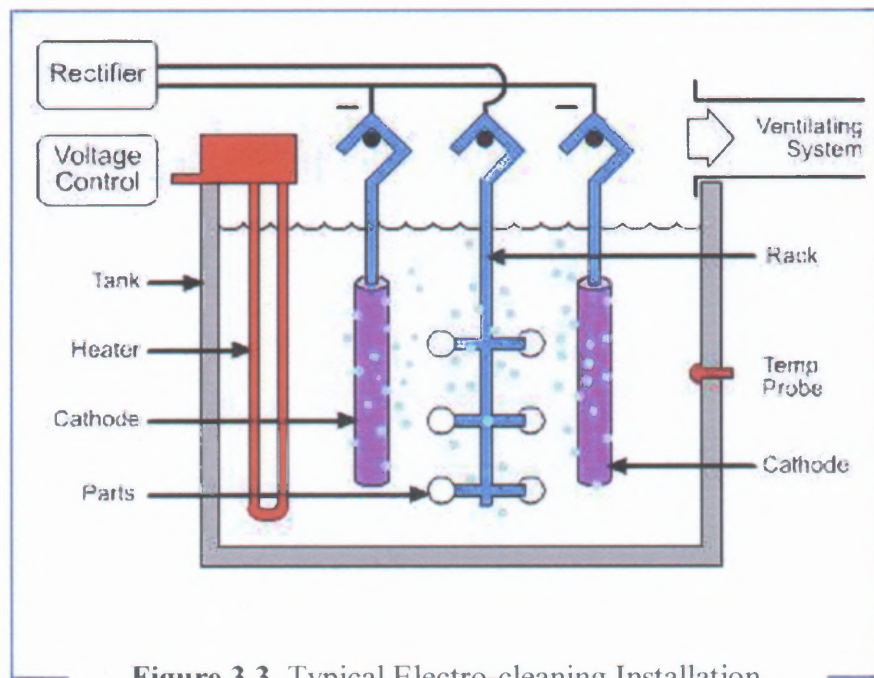 Rectifier
Voltage
Control
–
–
Ventilating
System
Tank
Rack
Heater
Temp
Probe
Cathode
Cathode
Parts
Figure 3.3. Typical Electro-cleaning Installation